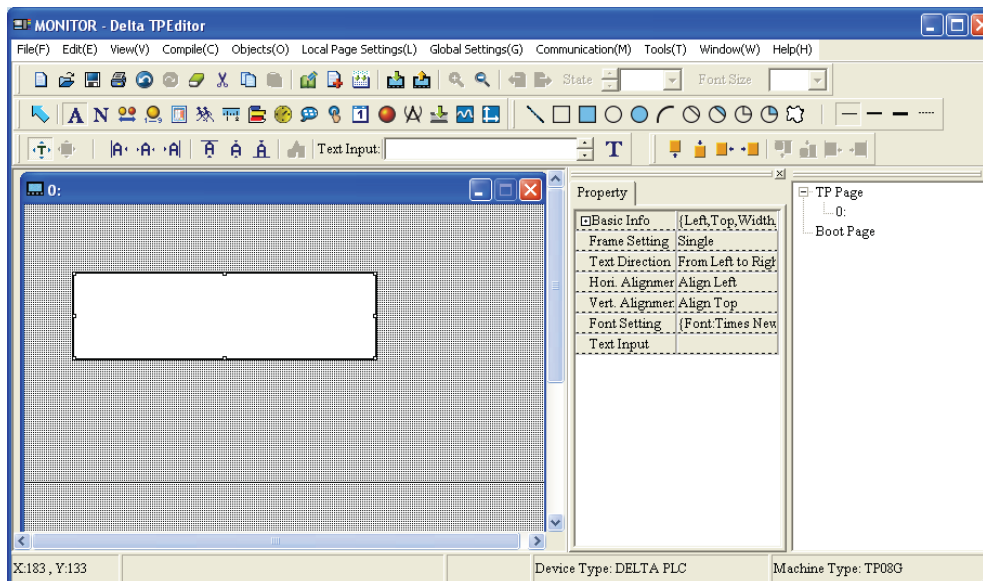 MONITOR - Delta TPEditor
File(F) Edit(E) View(V) Compile(C) Objects(O) Local Page Settings(L) Global Settings(G) Communication(M) Tools(T) Window(W) Help(H)
State Font Size
A N 1
T A A A A A A A Text Input: T
0:
Property
Basic Info {Left,Top,Width,
Frame Setting Single
Text Direction From Left to Righ
Hori. Alignmer Align Left
Vert. Alignmer Align Top
Font Setting {Font:Times New
Text Input
TP Page
0:
Boot Page
X:183 , Y:133 Device Type: DELTA PLC Machine Type: TP08G